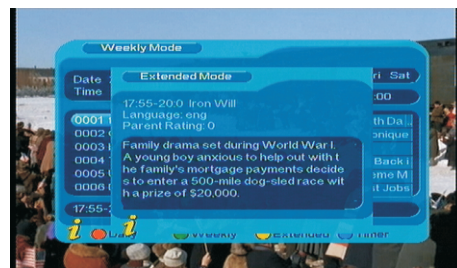 Weekly Mode
Date
Extended Mode
ri Sat
Time
:00
17:55-20:0 Iron Will
Language: eng
Parent Rating: 0
0001
th Da...
0002
onique
0003
Family drama set during World War I.
0004
A young boy anxious to help out with t
Back i
0005
he family's mortgage payments decide
me M
0006
s to enter a 500-mile dog-sled race wit
st Jobs
h a prize of $20,000.
17:55-
i Daily i Weekly Extended Timer